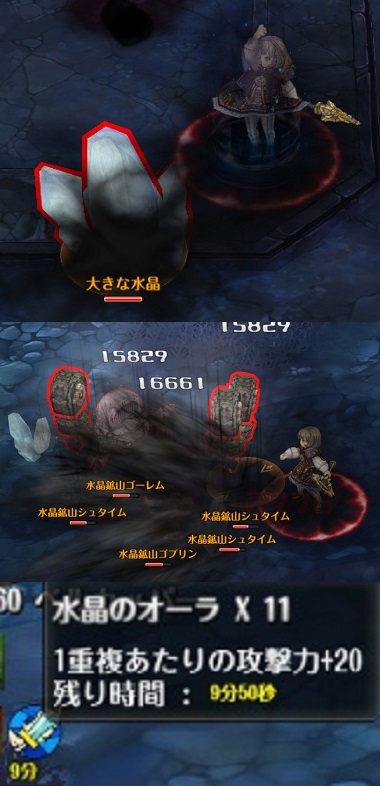 大きな水晶
15829
15829
16661
水晶鉱山ゴーレム
水晶鉱山シュタイム
水晶鉱山シュタイム
水晶鉱山シュタイム
水晶鉱山ゴブリン
60
水晶のオーラ X 11
1重複あたりの攻撃力+20
残り時間 : 9分50秒
9分